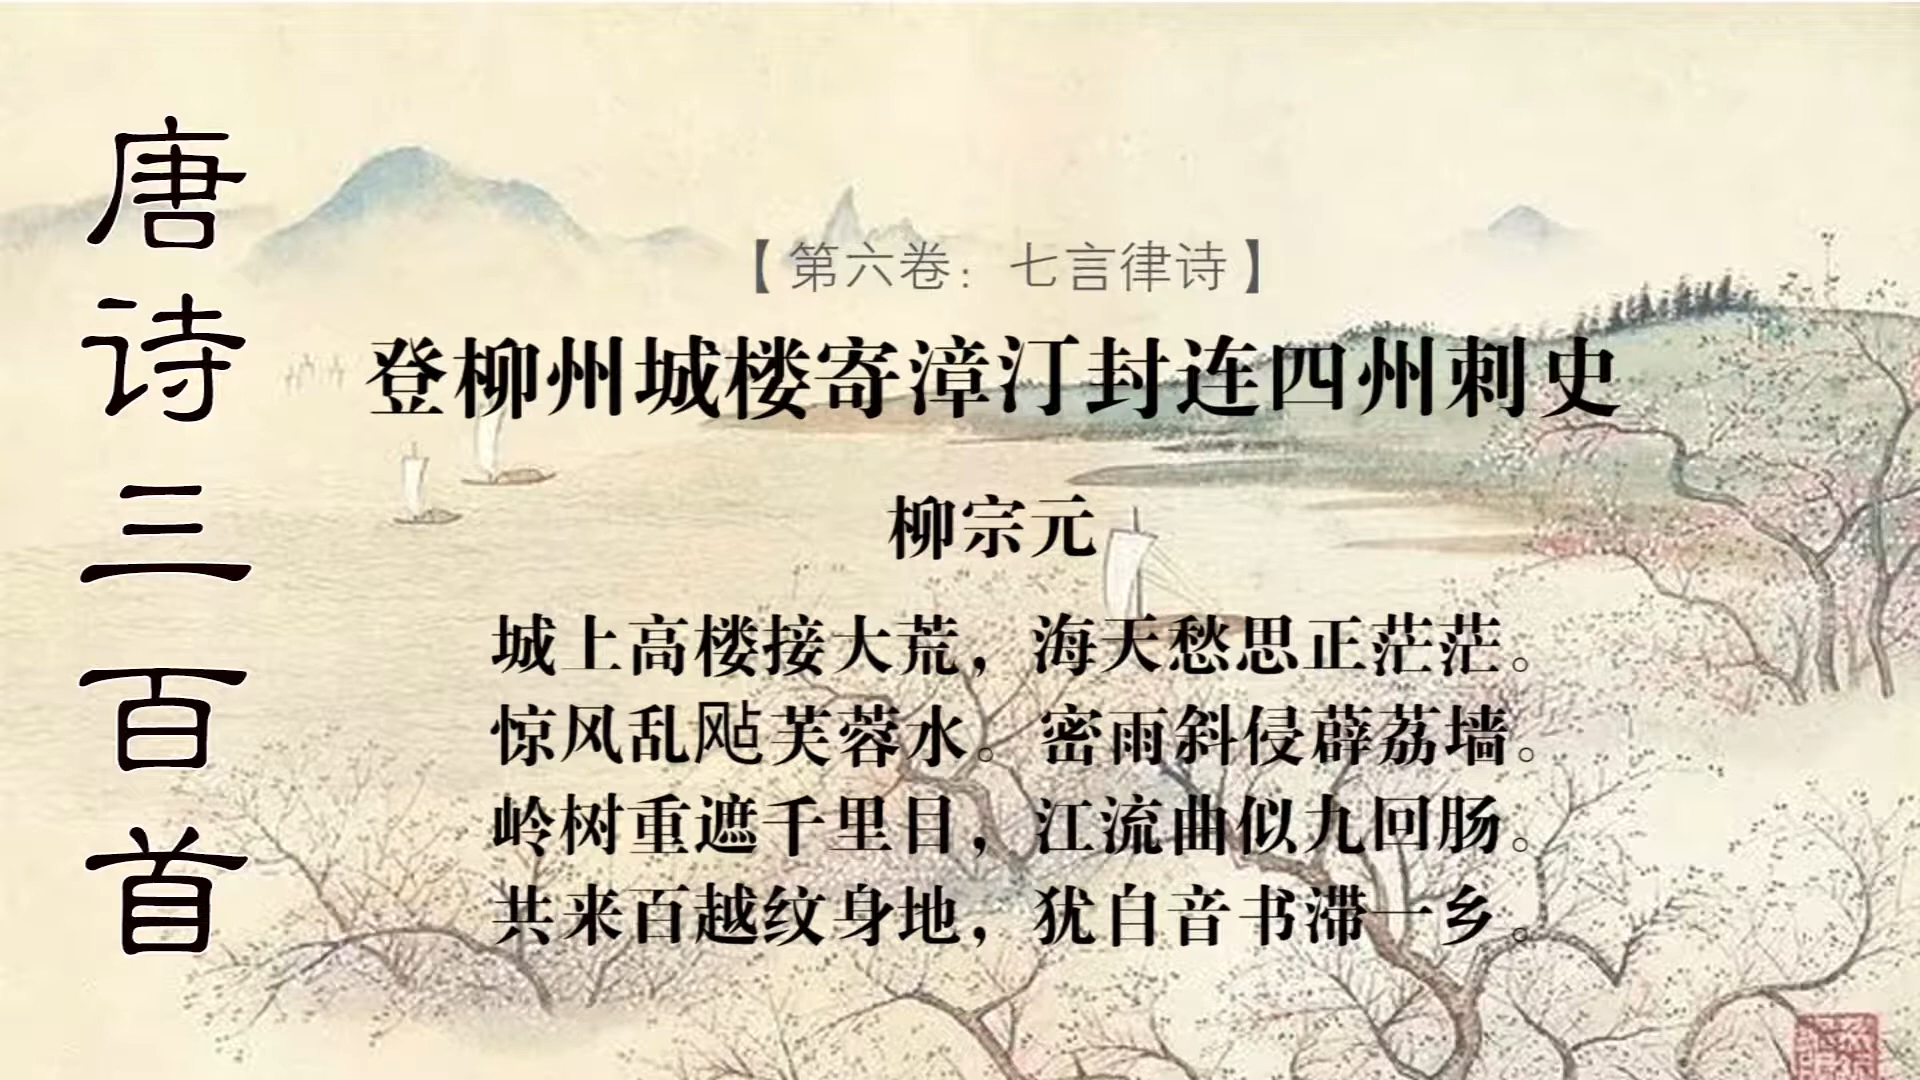 唐诗三百首
【第六卷：七言律诗】
登柳州城楼寄漳汀封连四州刺史
柳宗元
城上高楼接大荒，海天愁思正茫茫。
惊风乱飐芙蓉水。密雨斜侵薜荔墙。
岭树重遮千里目，江流曲似九回肠。
共来百越纹身地，犹自音书滞一乡。